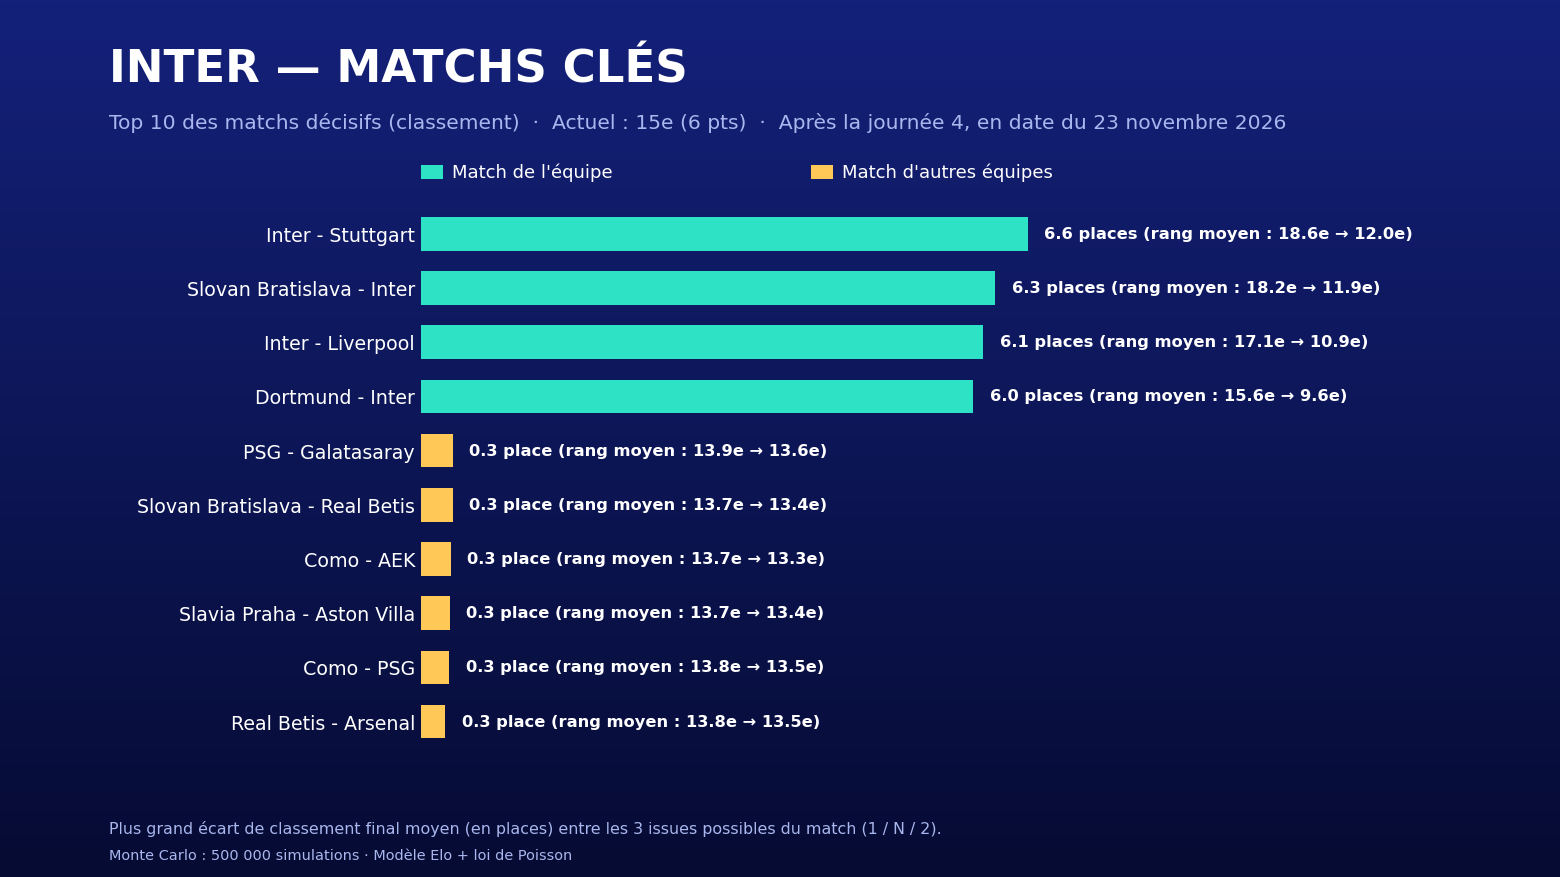 INTER — MATCHS CLÉS
Top 10 des matchs décisifs (classement)  ·  Actuel : 15e (6 pts)  ·  Après la journée 4, en date du 23 novembre 2026
Match de l'équipe
Match d'autres équipes
Inter - Stuttgart 6.6 places (rang moyen : 18.6e → 12.0e)
Slovan Bratislava - Inter 6.3 places (rang moyen : 18.2e → 11.9e)
Inter - Liverpool 6.1 places (rang moyen : 17.1e → 10.9e)
Dortmund - Inter 6.0 places (rang moyen : 15.6e → 9.6e)
PSG - Galatasaray 0.3 place (rang moyen : 13.9e → 13.6e)
Slovan Bratislava - Real Betis 0.3 place (rang moyen : 13.7e → 13.4e)
Como - AEK 0.3 place (rang moyen : 13.7e → 13.3e)
Slavia Praha - Aston Villa 0.3 place (rang moyen : 13.7e → 13.4e)
Como - PSG 0.3 place (rang moyen : 13.8e → 13.5e)
Real Betis - Arsenal 0.3 place (rang moyen : 13.8e → 13.5e)
Plus grand écart de classement final moyen (en places) entre les 3 issues possibles du match (1 / N / 2).
Monte Carlo : 500 000 simulations · Modèle Elo + loi de Poisson